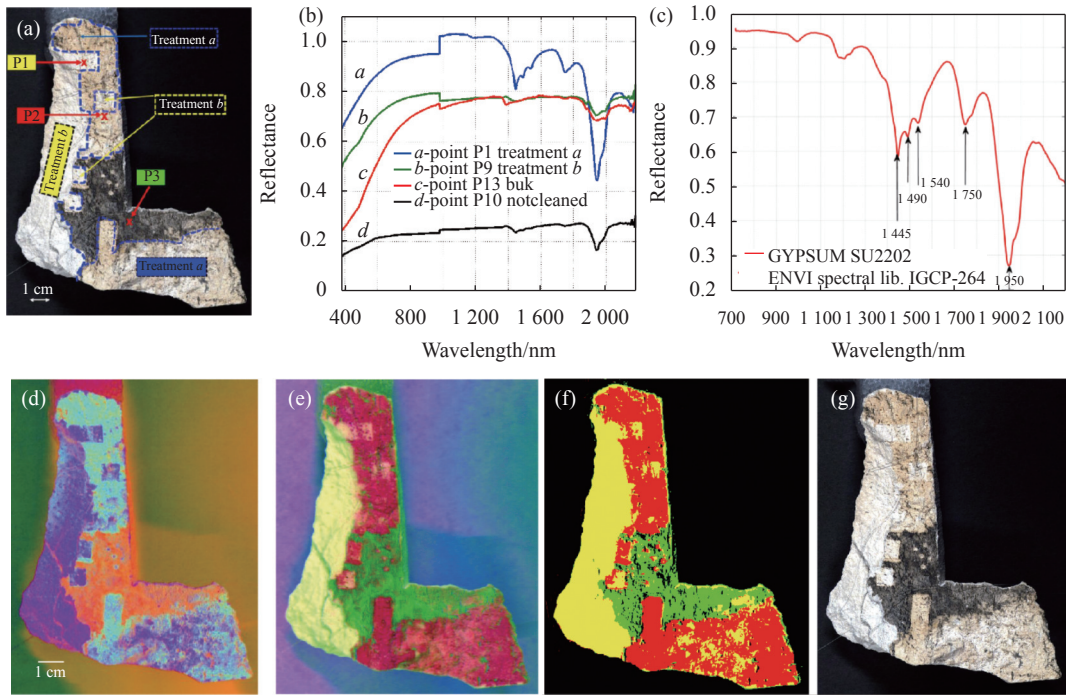 (a)
Treatment a
P1
Treatment b
P2
Treatment b
P3
Treatment a
1 cm
(b)
1.0
0.8
0.6
0.4
0.2
0
Reflectance
a
b
c
d
a-point P1 treatment a
b-point P9 treatment b
c-point P13 buk
d-point P10 notcleaned
400
800
1 200
1 600
2 000
Wavelength/nm
(c)
1.0
0.9
0.8
0.7
0.6
0.5
0.4
0.3
0.2
Reflectance
1 445
1 490
1 540
1 750
1 950
GYPSUM SU2202
ENVI spectral lib. IGCP-264
700 900 1 100 1 300 1 500 1 700 1 900 2 100
Wavelength/nm
(d)
1 cm
(e)
(f)
(g)